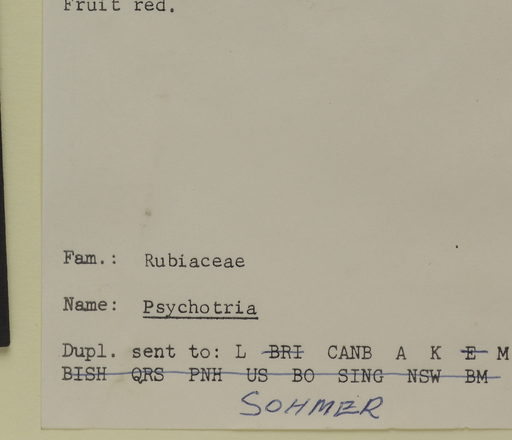 Fruit red.
Fam.: Rubiaceae
Name: Psychotria
Dupl. sent to: L BRI CANB A K E M
BISH QRS PNH US BO SING NSW BM
SOHMER